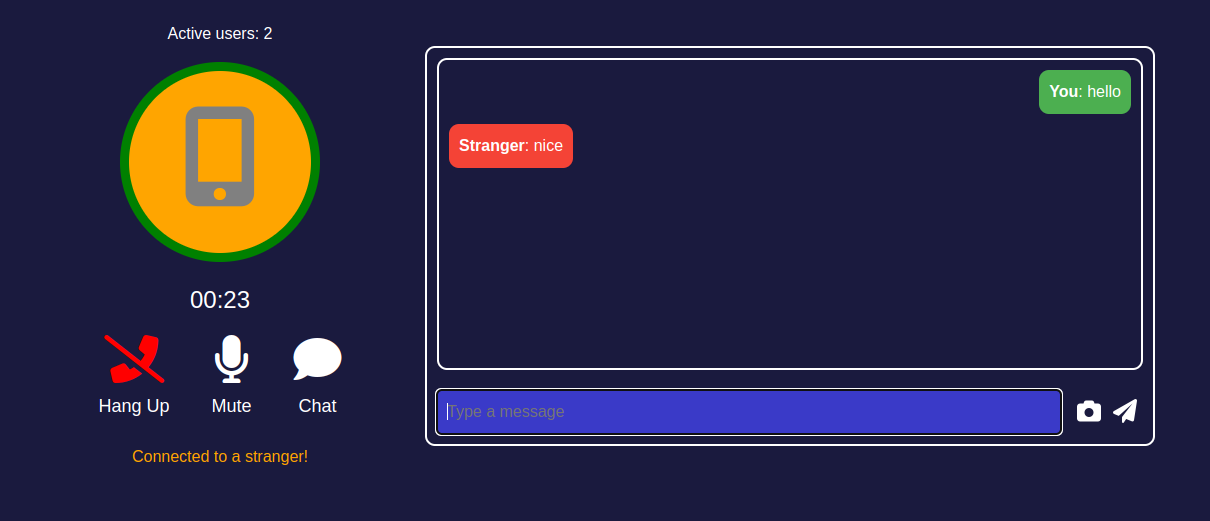 Active users: 2
00:23
Hang Up
Mute
Chat
Connected to a stranger!
You: hello
Stranger: nice
Type a message